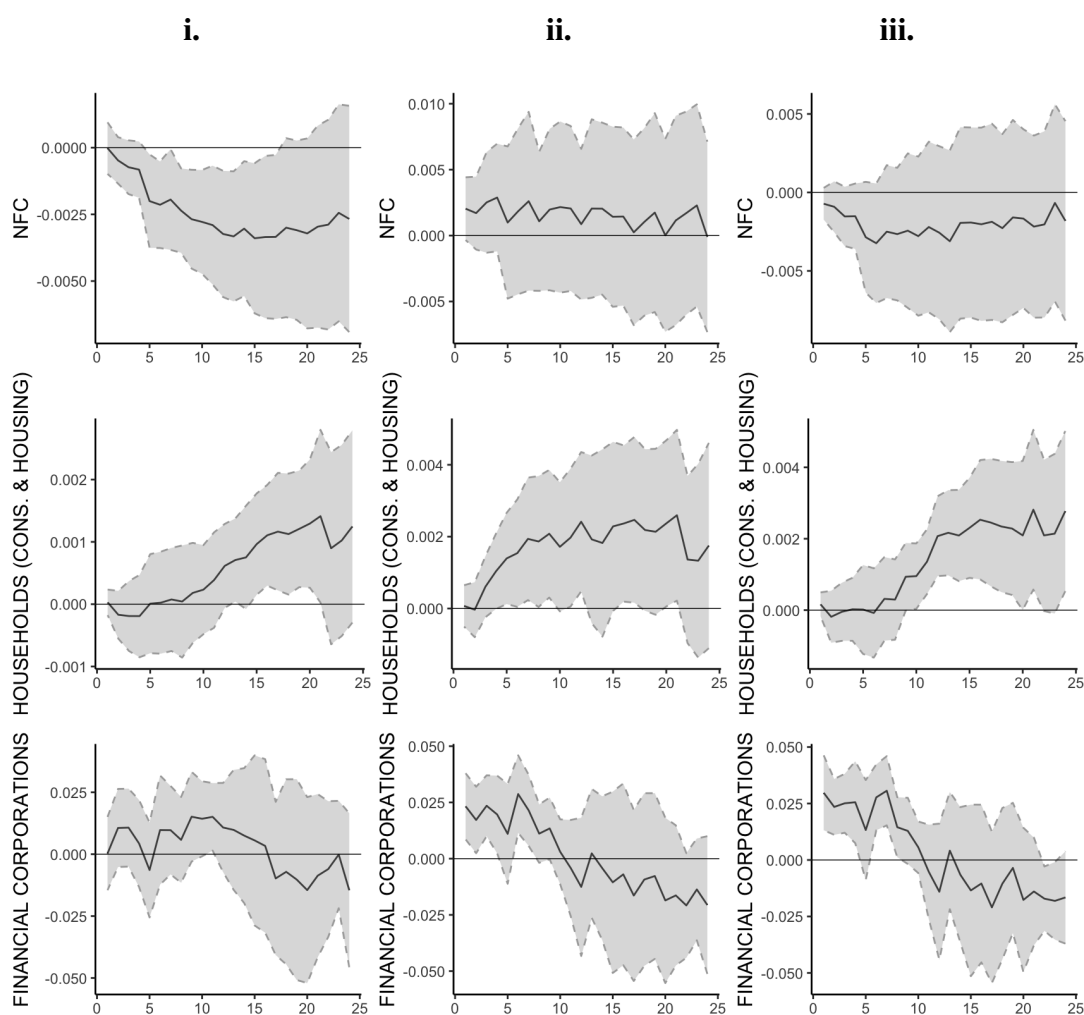 i. ii. iii.
NFC
0.0000
-0.0025
-0.0050
0 5 10 15 20 25
NFC
0.010
0.005
0.000
-0.005
0 5 10 15 20 25
NFC
0.005
0.000
-0.005
0 5 10 15 20 25
HOUSEHOLDS (CONS. & HOUSING)
0.002
0.001
0.000
-0.001
0 5 10 15 20 25
HOUSEHOLDS (CONS. & HOUSING)
0.004
0.002
0.000
0 5 10 15 20 25
HOUSEHOLDS (CONS. & HOUSING)
0.004
0.002
0.000
0 5 10 15 20 25
FINANCIAL CORPORATIONS
0.025
0.000
-0.025
-0.050
0 5 10 15 20 25
FINANCIAL CORPORATIONS
0.050
0.025
0.000
-0.025
-0.050
0 5 10 15 20 25
FINANCIAL CORPORATIONS
0.050
0.025
0.000
-0.025
-0.050
0 5 10 15 20 25